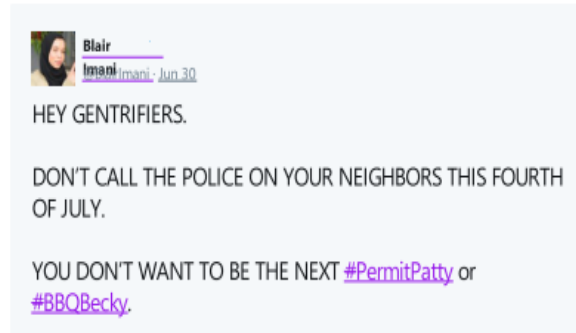 Blair
Imani
@BlairImani · Jun 30
HEY GENTRIFIERS.
DON'T CALL THE POLICE ON YOUR NEIGHBORS THIS FOURTH
OF JULY.
YOU DON'T WANT TO BE THE NEXT #PermitPatty or
#BBQBecky.